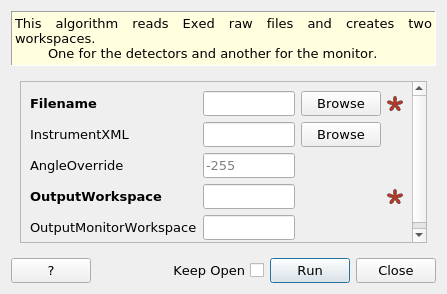 This algorithm reads Exed raw files and creates two
workspaces.
One for the detectors and another for the monitor.
Filename Browse
InstrumentXML Browse
AngleOverride -255
OutputWorkspace
OutputMonitorWorkspace
? Keep Open Run Close